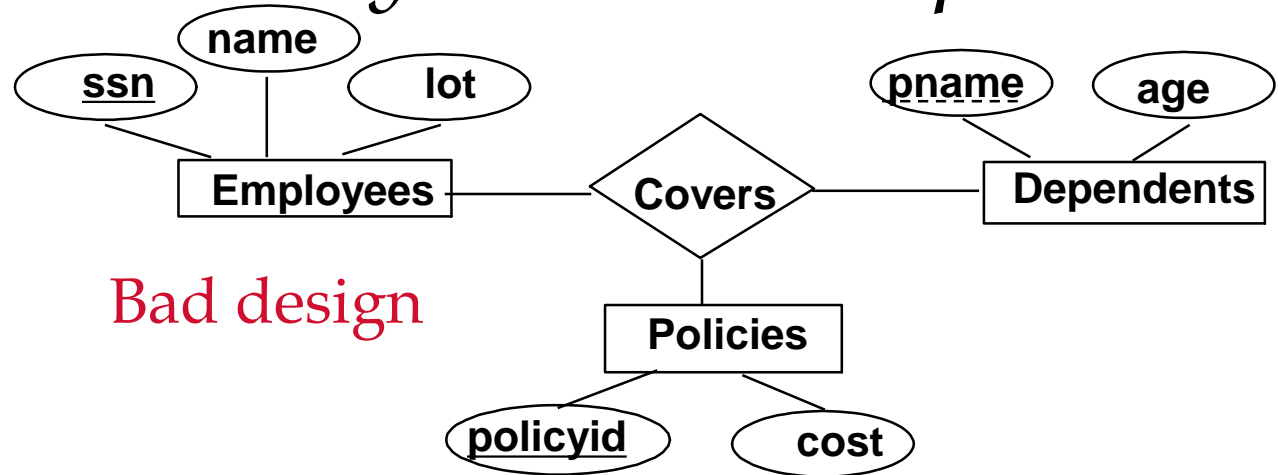 name
ssn
lot
pname
age
Employees
Covers
Dependents
Bad design
Policies
policyid
cost